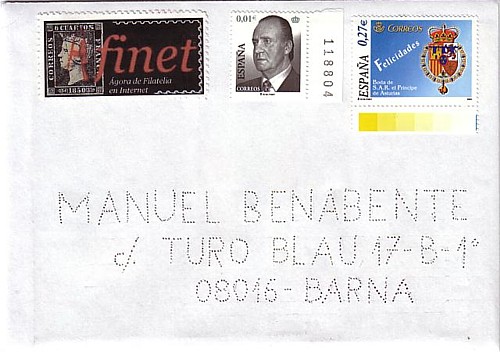 CORREOS
6 CUARTOS
1850
Afinet
Ágora de Filatelia
en Internet
0,01€
ESPAÑA
CORREOS
118804
CORREOS
0,27€
ESPAÑA
Felicidades
Boda de
S.A.R. el Príncipe
de Asturias
MANUEL BENABENTE
c/ TURO BLAU 17-B-1º
08016-BARNA